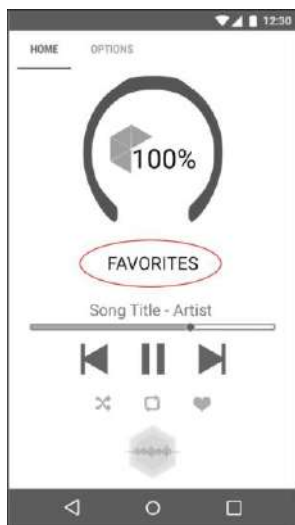 12:30
HOME OPTIONS
100%
FAVORITES
Song Title - Artist